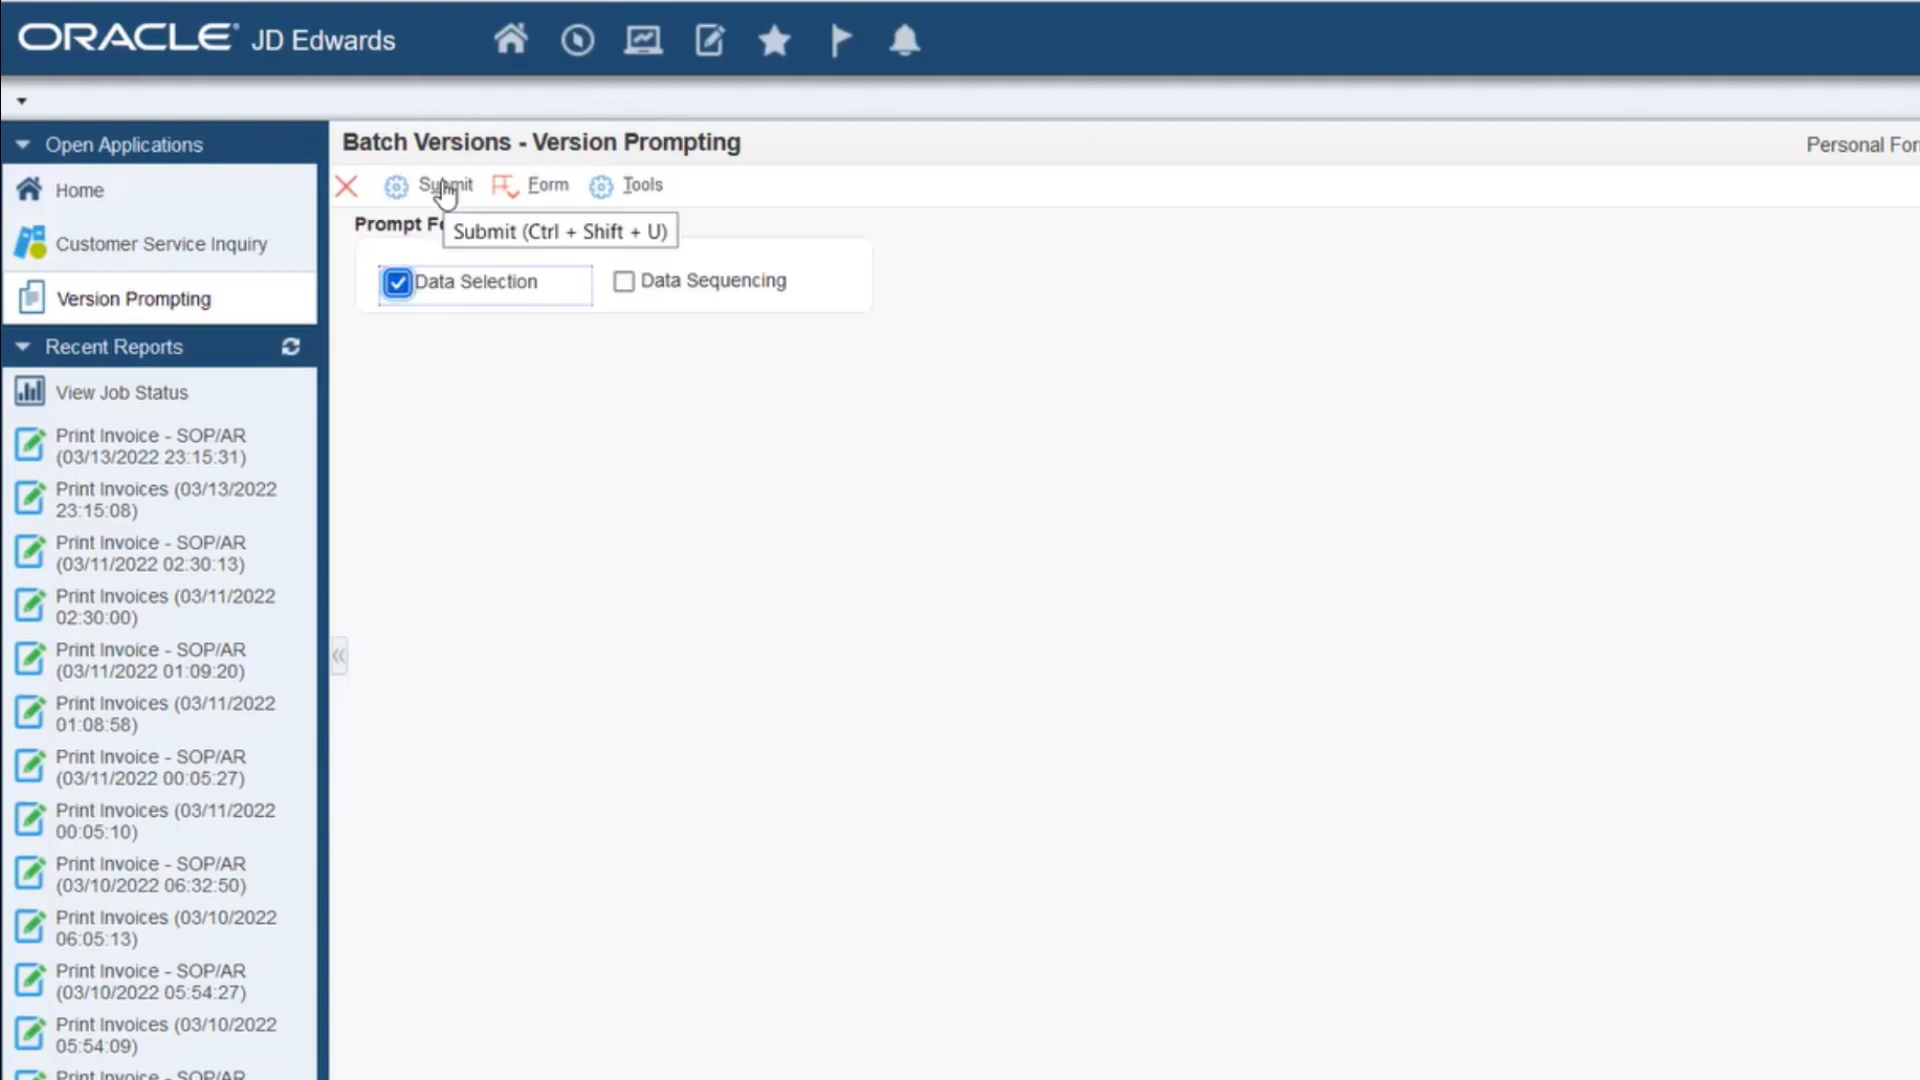 ORACLE JD Edwards
Open Applications
Home
Customer Service Inquiry
Version Prompting
Recent Reports
View Job Status
Print Invoice - SOP/AR
(03/13/2022 23:15:31)
Print Invoices (03/13/2022
23:15:08)
Print Invoice - SOP/AR
(03/11/2022 02:30:13)
Print Invoices (03/11/2022
02:30:00)
Print Invoice - SOP/AR
(03/11/2022 01:09:20)
Print Invoices (03/11/2022
01:08:58)
Print Invoice - SOP/AR
(03/11/2022 00:05:27)
Print Invoices (03/11/2022
00:05:10)
Print Invoice - SOP/AR
(03/10/2022 06:32:50)
Print Invoices (03/10/2022
06:05:13)
Print Invoice - SOP/AR
(03/10/2022 05:54:27)
Print Invoices (03/10/2022
05:54:09)
Print Invoice - SOP/AR
Batch Versions - Version Prompting
Personal For
Submit Form Tools
Prompt Fo
Submit (Ctrl + Shift + U)
Data Selection Data Sequencing